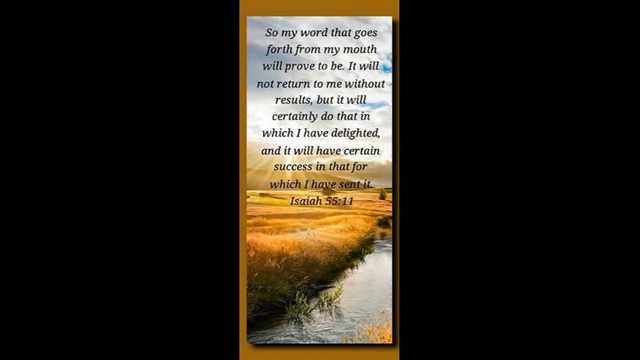 So my word that goes
forth from my mouth
will prove to be. It will
not return to me without
results, but it will
certainly do that in
which I have delighted,
and it will have certain
success in that for
which I have sent it.
Isaiah 55:11